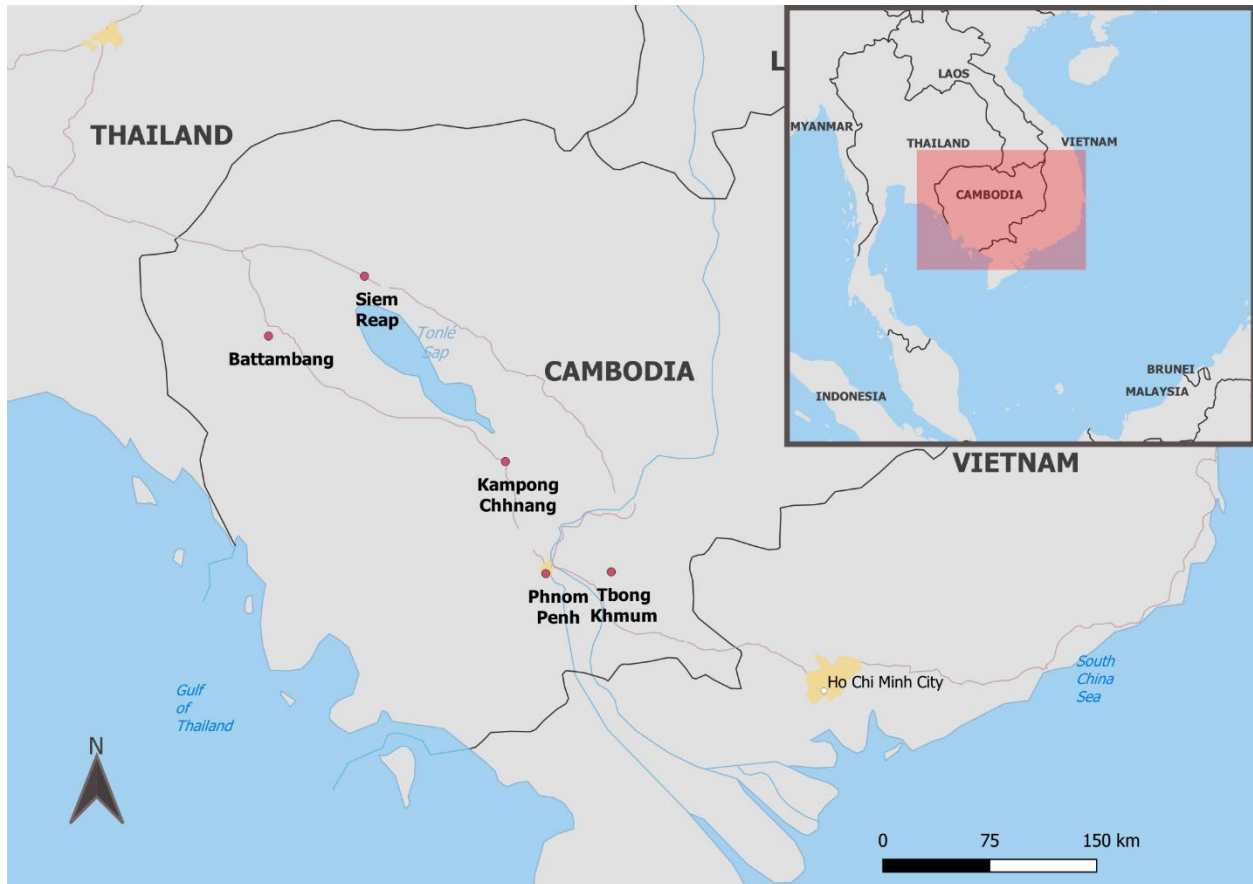 THAILAND
L
Siem
Reap
Tonlé
Sap
Battambang
CAMBODIA
Kampong
Chhnang
VIETNAM
Phnom
Penh
Tbong
Khmum
Ho Chi Minh City
South
China
Sea
Gulf
of
Thailand
N
0 75 150 km
LAOS
MYANMAR
THAILAND
VIETNAM
CAMBODIA
BRUNEI
MALAYSIA
INDONESIA